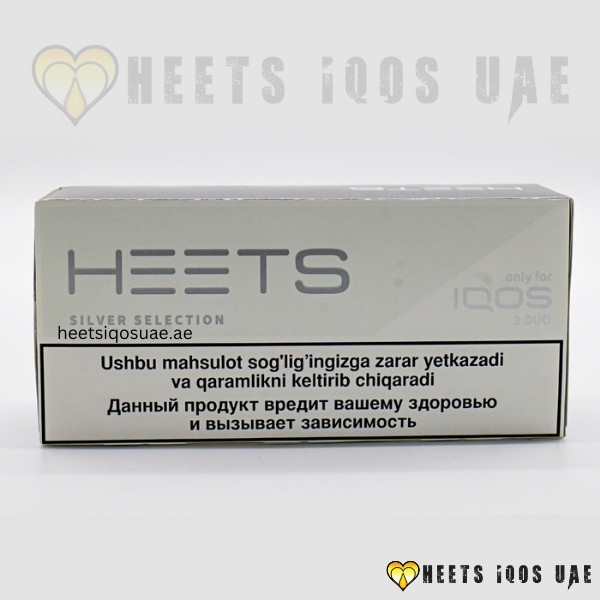 HEETS iQOS UAE
HEETS
HEETS
SILVER SELECTION
only for
IQOS
3 DUO
heetsiqosuae.ae
Ushbu mahsulot sog'lig'ingizga zarar yetkazadi
va qaramlikni keltirib chiqaradi
Данный продукт вредит вашему здоровью
и вызывает зависимость
HEETS iQOS UAE